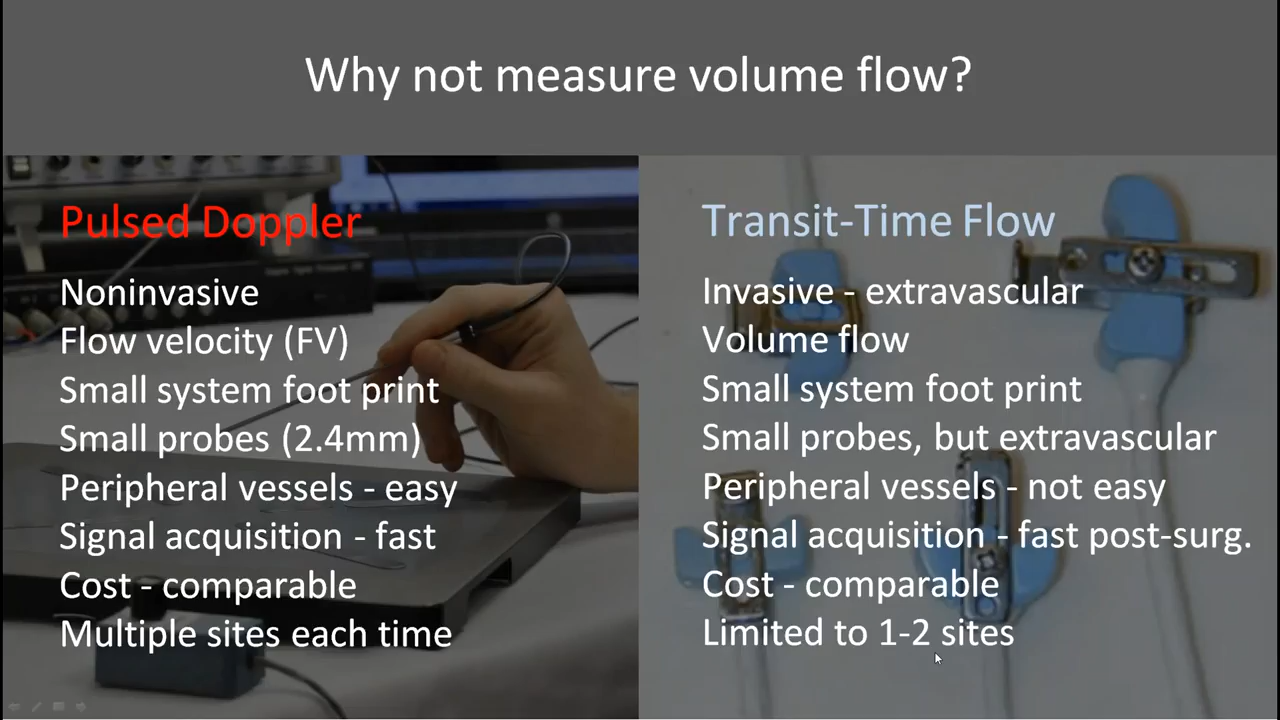 Why not measure volume flow?
Pulsed Doppler
Noninvasive
Flow velocity (FV)
Small system foot print
Small probes (2.4mm)
Peripheral vessels - easy
Signal acquisition - fast
Cost - comparable
Multiple sites each time
Transit-Time Flow
Invasive - extravascular
Volume flow
Small system foot print
Small probes, but extravascular
Peripheral vessels - not easy
Signal acquisition - fast post-surg.
Cost - comparable
Limited to 1-2 sites